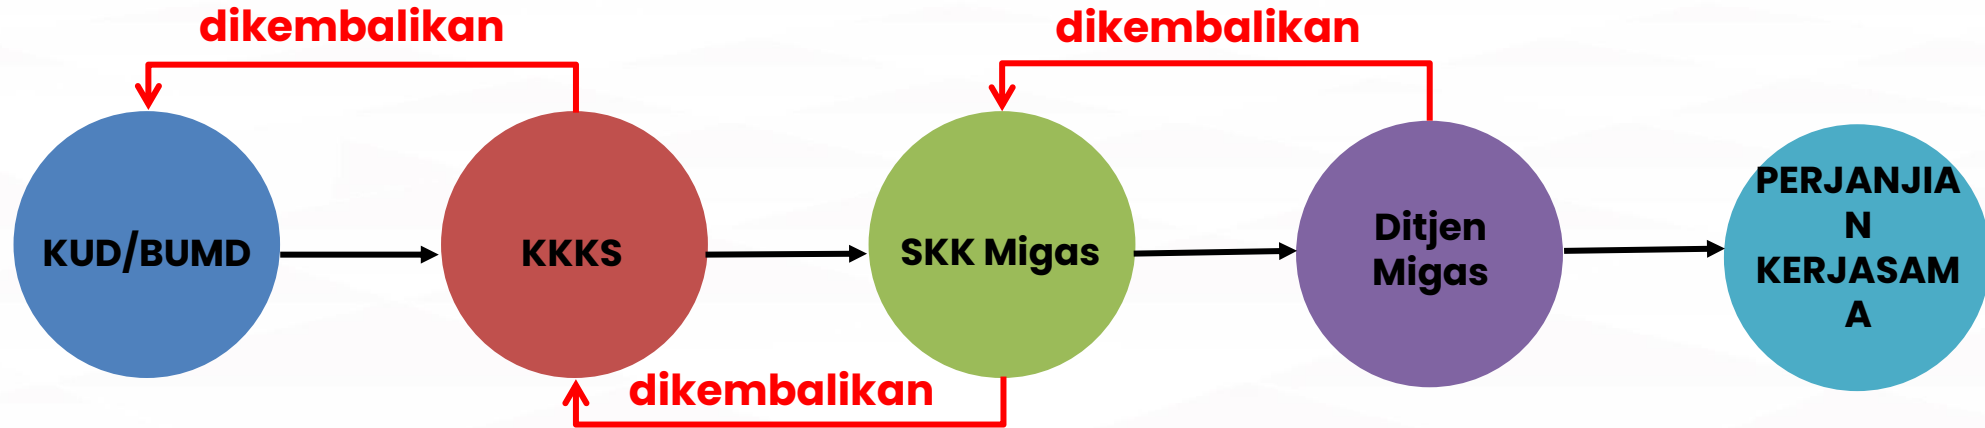 dikembalikan
dikembalikan
KUD/BUMD
KKKS
SKK Migas
Ditjen
Migas
PERJANJIA
N
KERJASAM
A
dikembalikan